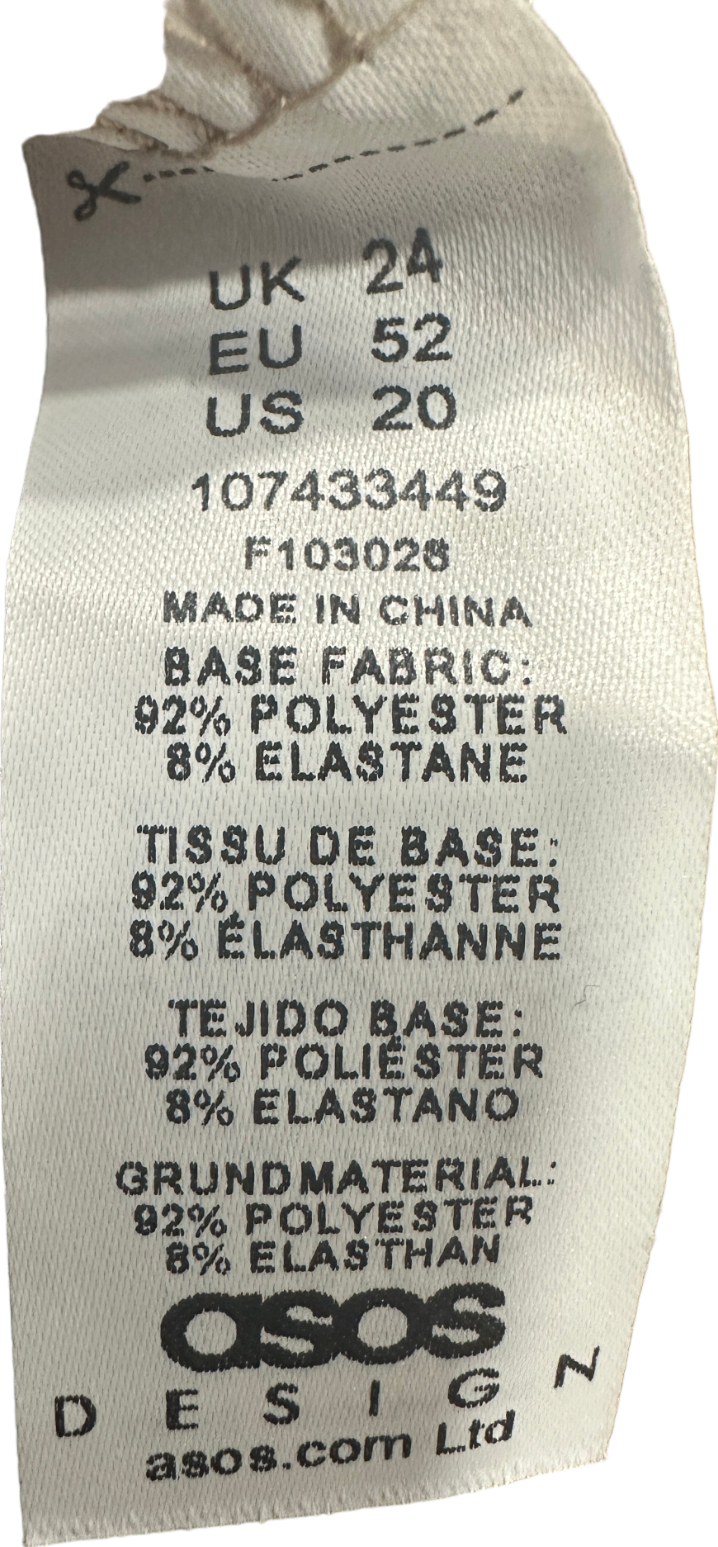 UK 24
EU 52
US 20
107433449
F103026
MADE IN CHINA
BASE FABRIC:
92% POLYESTER
8% ELASTANE
TISSU DE BASE:
92% POLYESTER
8% ÉLASTHANNE
TEJIDO BASE:
92% POLIÉSTER
8% ELASTANO
GRUNDMATERIAL:
92% POLYESTER
8% ELASTHAN
asos
DESIGN
asos.com Ltd